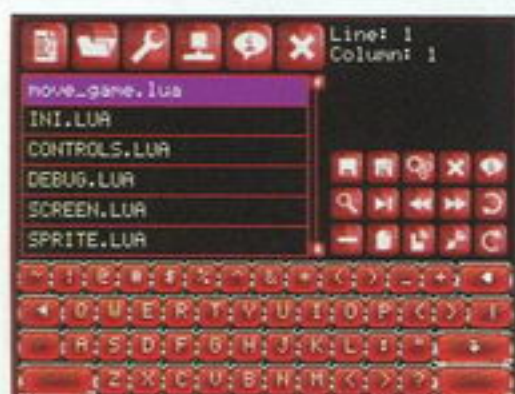 Line: 1
Column: 1
move_game.lua
INI.LUA
CONTROLS.LUA
DEBUG.LUA
SCREEN.LUA
SPRITE.LUA
~ ! @ # $ % ^ & * ( ) _ +
Q W E R T Y U I O P { } |
A S D F G H J K L : "
Z X C V B N M < > ?